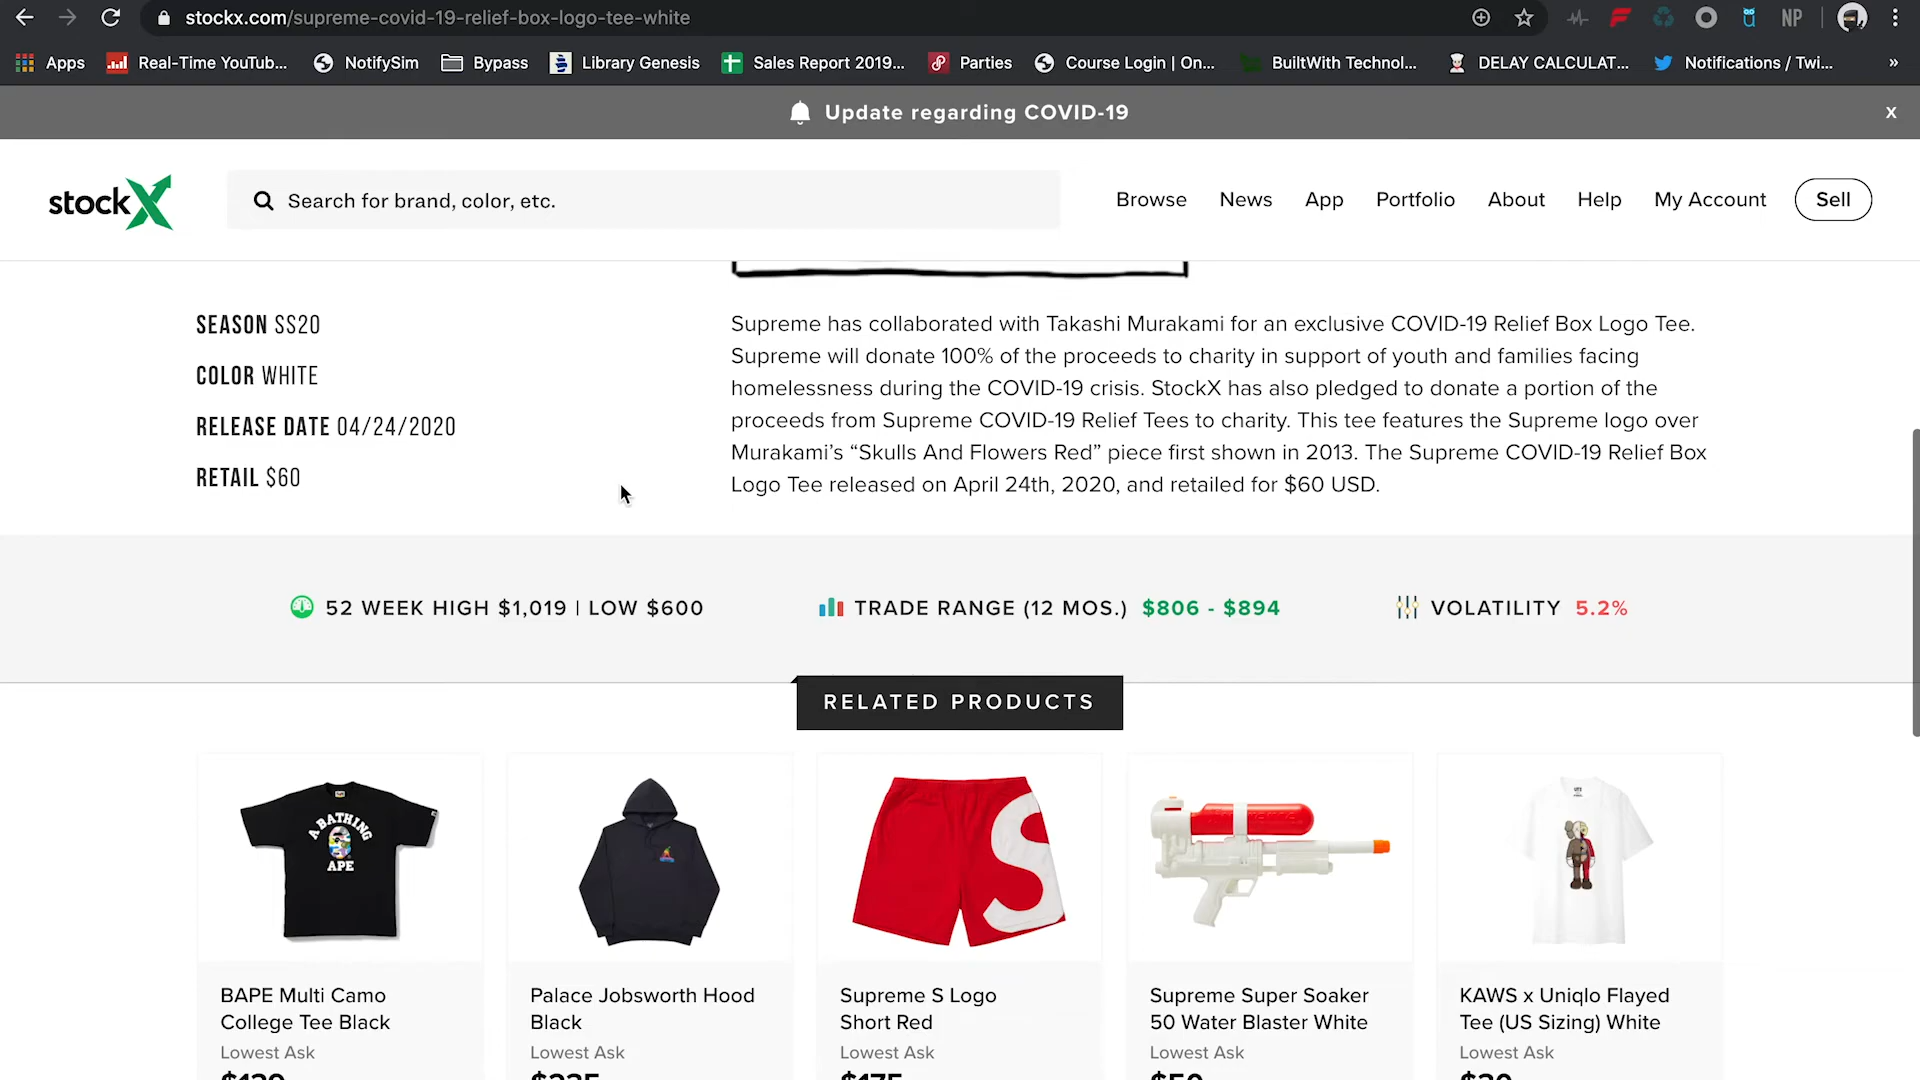 stockx.com/supreme-covid-19-relief-box-logo-tee-white
NP
Apps
Real-Time YouTub...
NotifySim
Bypass
Library Genesis
Sales Report 2019...
Parties
Course Login | On...
BuiltWith Technol...
DELAY CALCULAT...
Notifications / Twi...
»
Update regarding COVID-19
x
stockX
Search for brand, color, etc.
Browse
News
App
Portfolio
About
Help
My Account
Sell
SEASON SS20
COLOR WHITE
RELEASE DATE 04/24/2020
RETAIL $60
Supreme has collaborated with Takashi Murakami for an exclusive COVID-19 Relief Box Logo Tee.
Supreme will donate 100% of the proceeds to charity in support of youth and families facing
homelessness during the COVID-19 crisis. StockX has also pledged to donate a portion of the
proceeds from Supreme COVID-19 Relief Tees to charity. This tee features the Supreme logo over
Murakami's “Skulls And Flowers Red” piece first shown in 2013. The Supreme COVID-19 Relief Box
Logo Tee released on April 24th, 2020, and retailed for $60 USD.
52 WEEK HIGH $1,019 | LOW $600
TRADE RANGE (12 MOS.) $806 - $894
VOLATILITY 5.2%
RELATED PRODUCTS
A BATHING
APE
S
BAPE Multi Camo
College Tee Black
Lowest Ask
Palace Jobsworth Hood
Black
Lowest Ask
Supreme S Logo
Short Red
Lowest Ask
Supreme Super Soaker
50 Water Blaster White
Lowest Ask
KAWS x Uniqlo Flayed
Tee (US Sizing) White
Lowest Ask